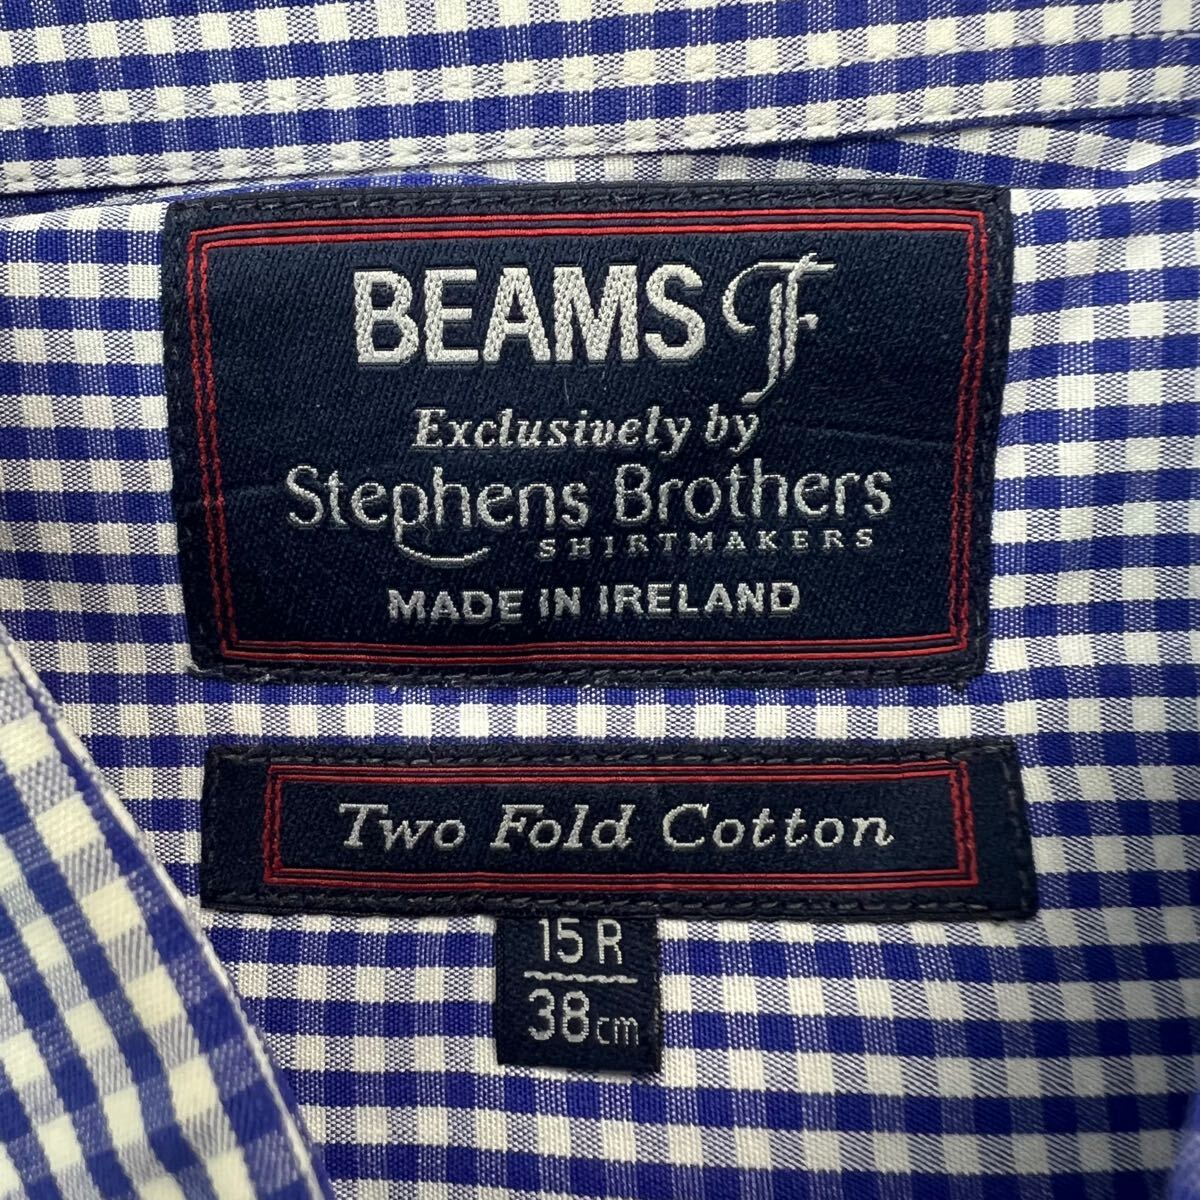 BEAMS F
Exclusively by
Stephens Brothers
SHIRTMAKERS
MADE IN IRELAND
Two Fold Cotton
15 R
38cm